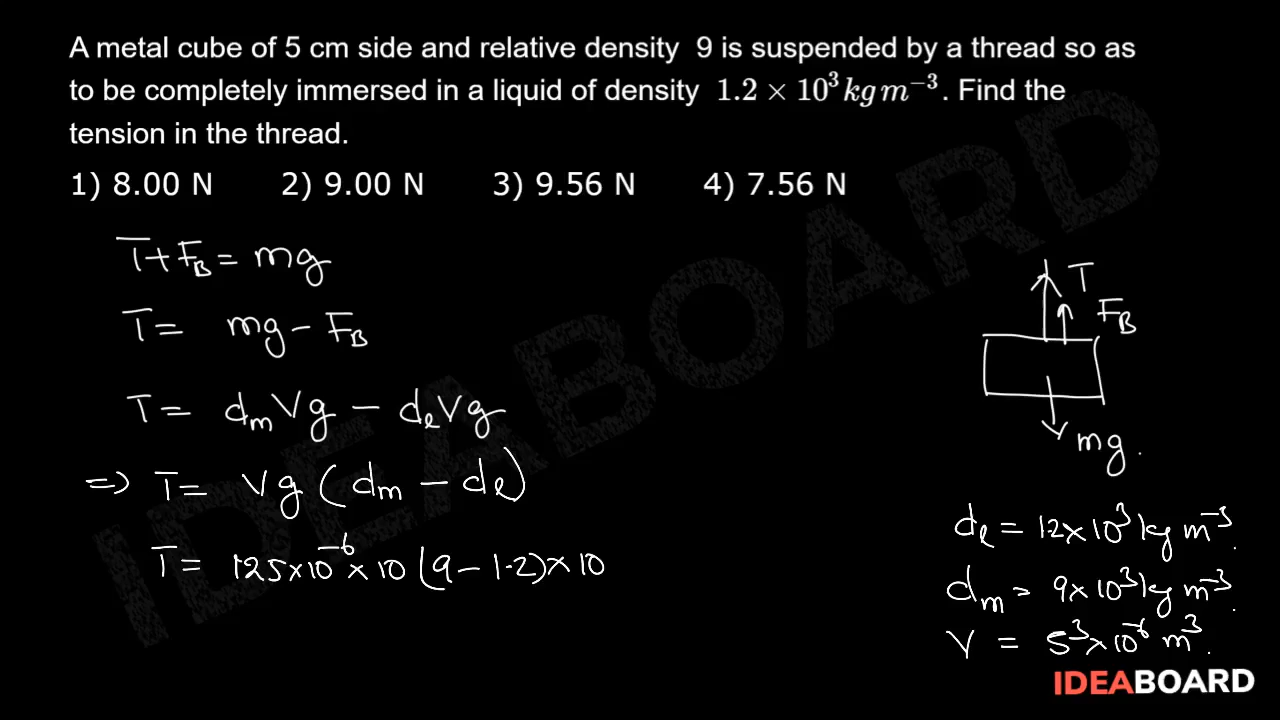 A metal cube of 5 cm side and relative density 9 is suspended by a thread so as
to be completely immersed in a liquid of density 1.2 × 10³ kg m⁻³. Find the
tension in the thread.
1) 8.00 N 2) 9.00 N 3) 9.56 N 4) 7.56 N
T + F_B = mg
T = mg - F_B
T = d_m Vg - d_l Vg
=> T = Vg (d_m - d_l)
T = 125 × 10⁻⁶ × 10 (9 - 1.2) × 10
T
F_B
mg.
d_l = 1.2 × 10³ kg m⁻³.
d_m = 9 × 10³ kg m⁻³.
V = 5³ × 10⁻⁶ m³.
IDEABOARD
IDEABOARD